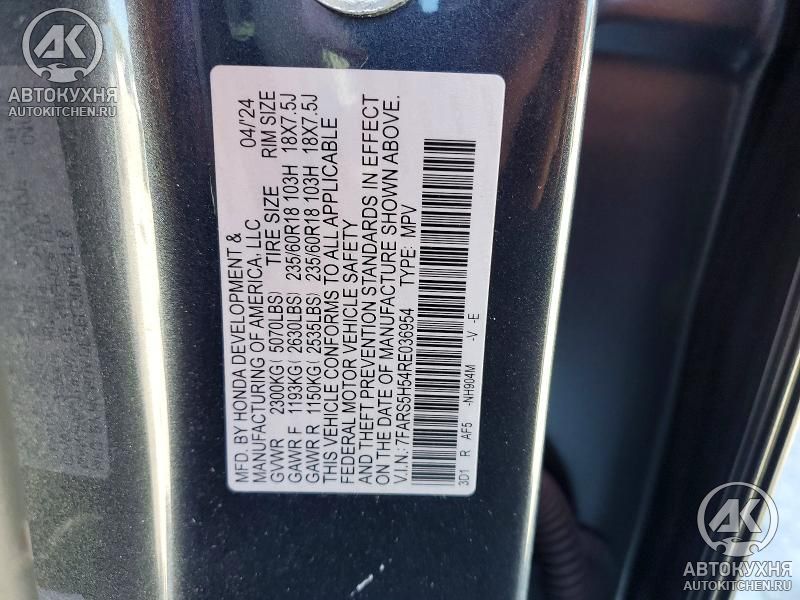 AK
АВТОКУХНЯ
AUTOKITCHEN.RU
MFD. BY HONDA DEVELOPMENT & 04/'24
MANUFACTURING OF AMERICA, LLC
GVWR 2300KG( 5070LBS) TIRE SIZE RIM SIZE
GAWR F 1193KG( 2630LBS) 235/60R18 103H 18X7.5J
GAWR R 1150KG( 2535LBS) 235/60R18 103H 18X7.5J
THIS VEHICLE CONFORMS TO ALL APPLICABLE
FEDERAL MOTOR VEHICLE SAFETY
AND THEFT PREVENTION STANDARDS IN EFFECT
ON THE DATE OF MANUFACTURE SHOWN ABOVE.
V.I.N.: 7FARS5H54RE036954 TYPE: MPV
3D1 R AF5 -NH904M -V -E
AK
АВТОКУХНЯ
AUTOKITCHEN.RU